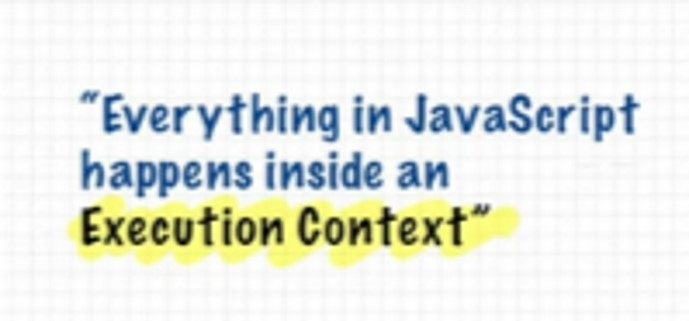 “Everything in JavaScript
happens inside an
Execution Context”